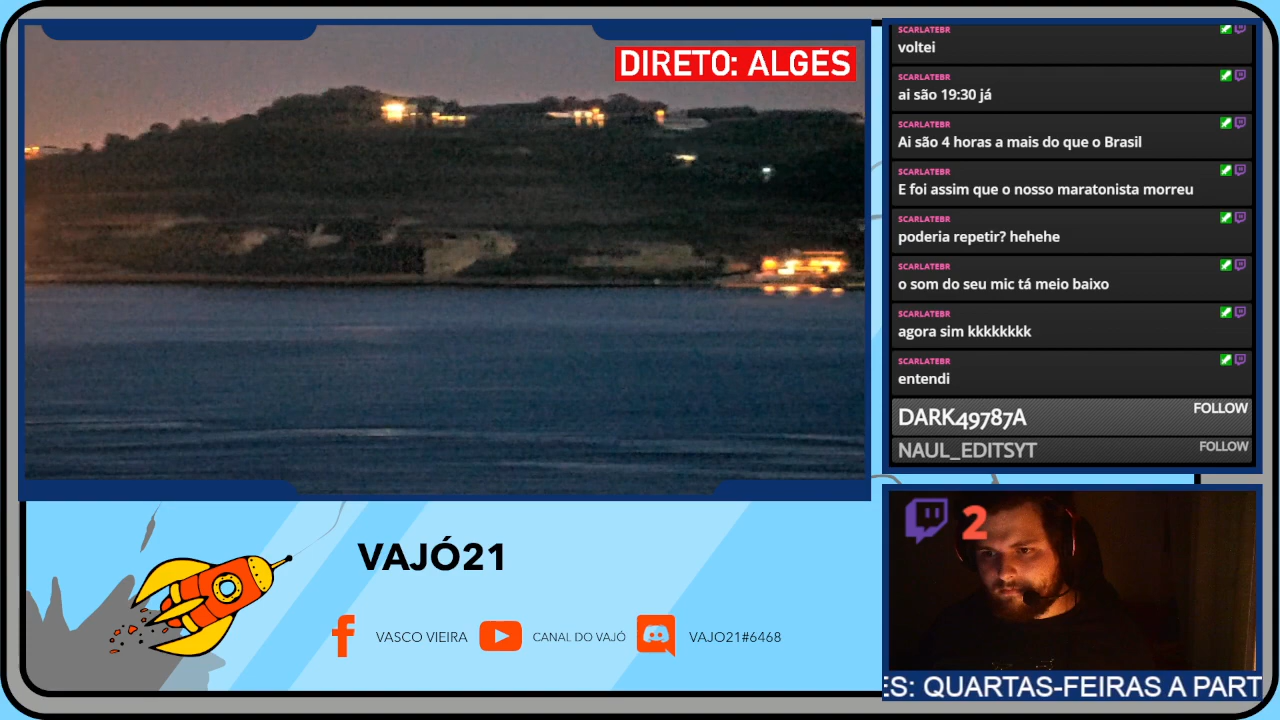 DIRETO: ALGÉS
SCARLATEBR
voltei
SCARLATEBR
ai são 19:30 já
SCARLATEBR
Ai são 4 horas a mais do que o Brasil
SCARLATEBR
E foi assim que o nosso maratonista morreu
SCARLATEBR
poderia repetir? hehehe
SCARLATEBR
o som do seu mic tá meio baixo
SCARLATEBR
agora sim kkkkkkkk
SCARLATEBR
entendi
DARK49787A FOLLOW
NAUL_EDITSYT FOLLOW
2
VAJÓ21
VASCO VIEIRA CANAL DO VAJÓ VAJO21#6468
ES: QUARTAS-FEIRAS A PART